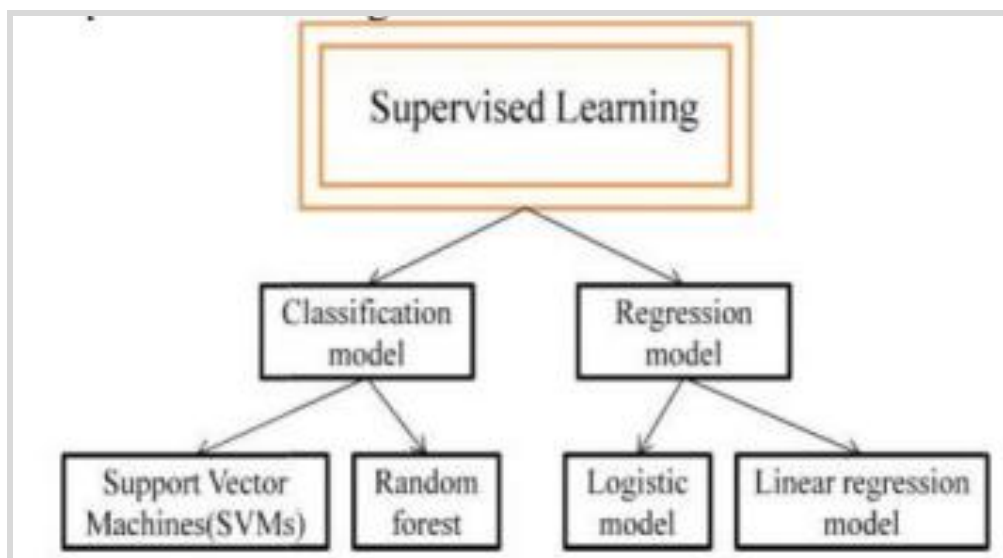 Supervised Learning
Classification
model
Regression
model
Support Vector
Machines(SVMs)
Random
forest
Logistic
model
Linear regression
model